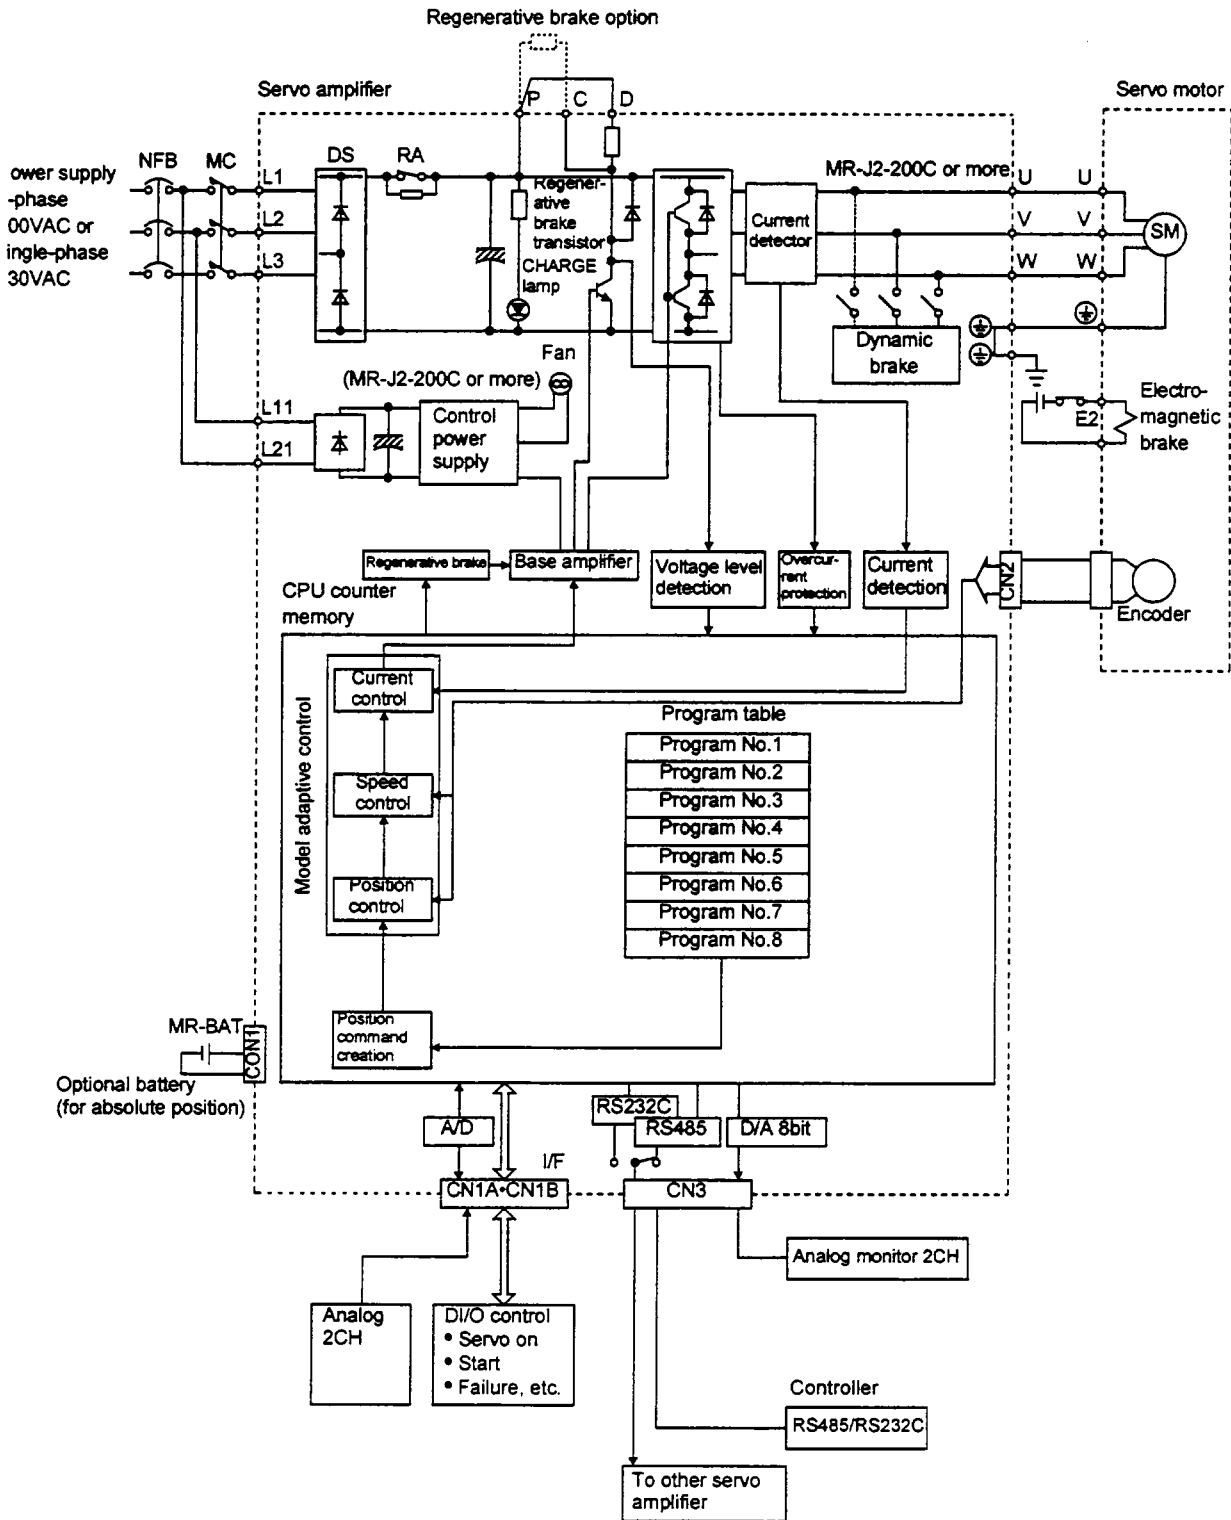 Regenerative brake option
Servo amplifier
P
C
D
Servo motor
NFB
MC
DS
RA
MR-J2-200C or more
U
U
ower supply
-phase
00VAC or
ingle-phase
30VAC
L1
L2
L3
Regener-
ative
brake
transistor
CHARGE
lamp
Current
detector
V
V
W
W
SM
Dynamic
brake
Fan
(MR-J2-200C or more)
L11
L21
Control
power
supply
E2
Electro-
magnetic
brake
Regenerative brake
Base amplifier
Voltage level
detection
Overcur-
rent
protection
Current
detection
CN2
Encoder
CPU counter
memory
Model adaptive control
Current
control
Speed
control
Position
control
Position
command
creation
Program table
Program No.1
Program No.2
Program No.3
Program No.4
Program No.5
Program No.6
Program No.7
Program No.8
MR-BAT
CON1
Optional battery
(for absolute position)
A/D
I/F
RS232C
RS485
D/A 8bit
CN1A•CN1B
CN3
Analog monitor 2CH
Analog
2CH
DI/O control
• Servo on
• Start
• Failure, etc.
Controller
RS485/RS232C
To other servo
amplifier